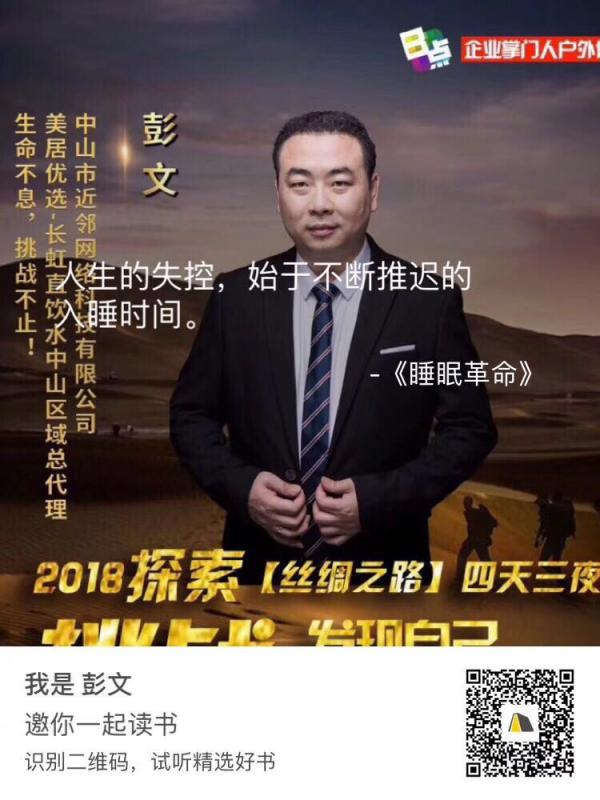 8点
企业掌门人户外
彭文
中山市近邻网络科技有限公司
美居优选-长虹直饮水中山区域总代理
生命不息，挑战不止！
人生的失控，始于不断推迟的
入睡时间。
-《睡眠革命》
2018探索【丝绸之路】四天三夜
发现自己
我是 彭文
邀你一起读书
识别二维码，试听精选好书